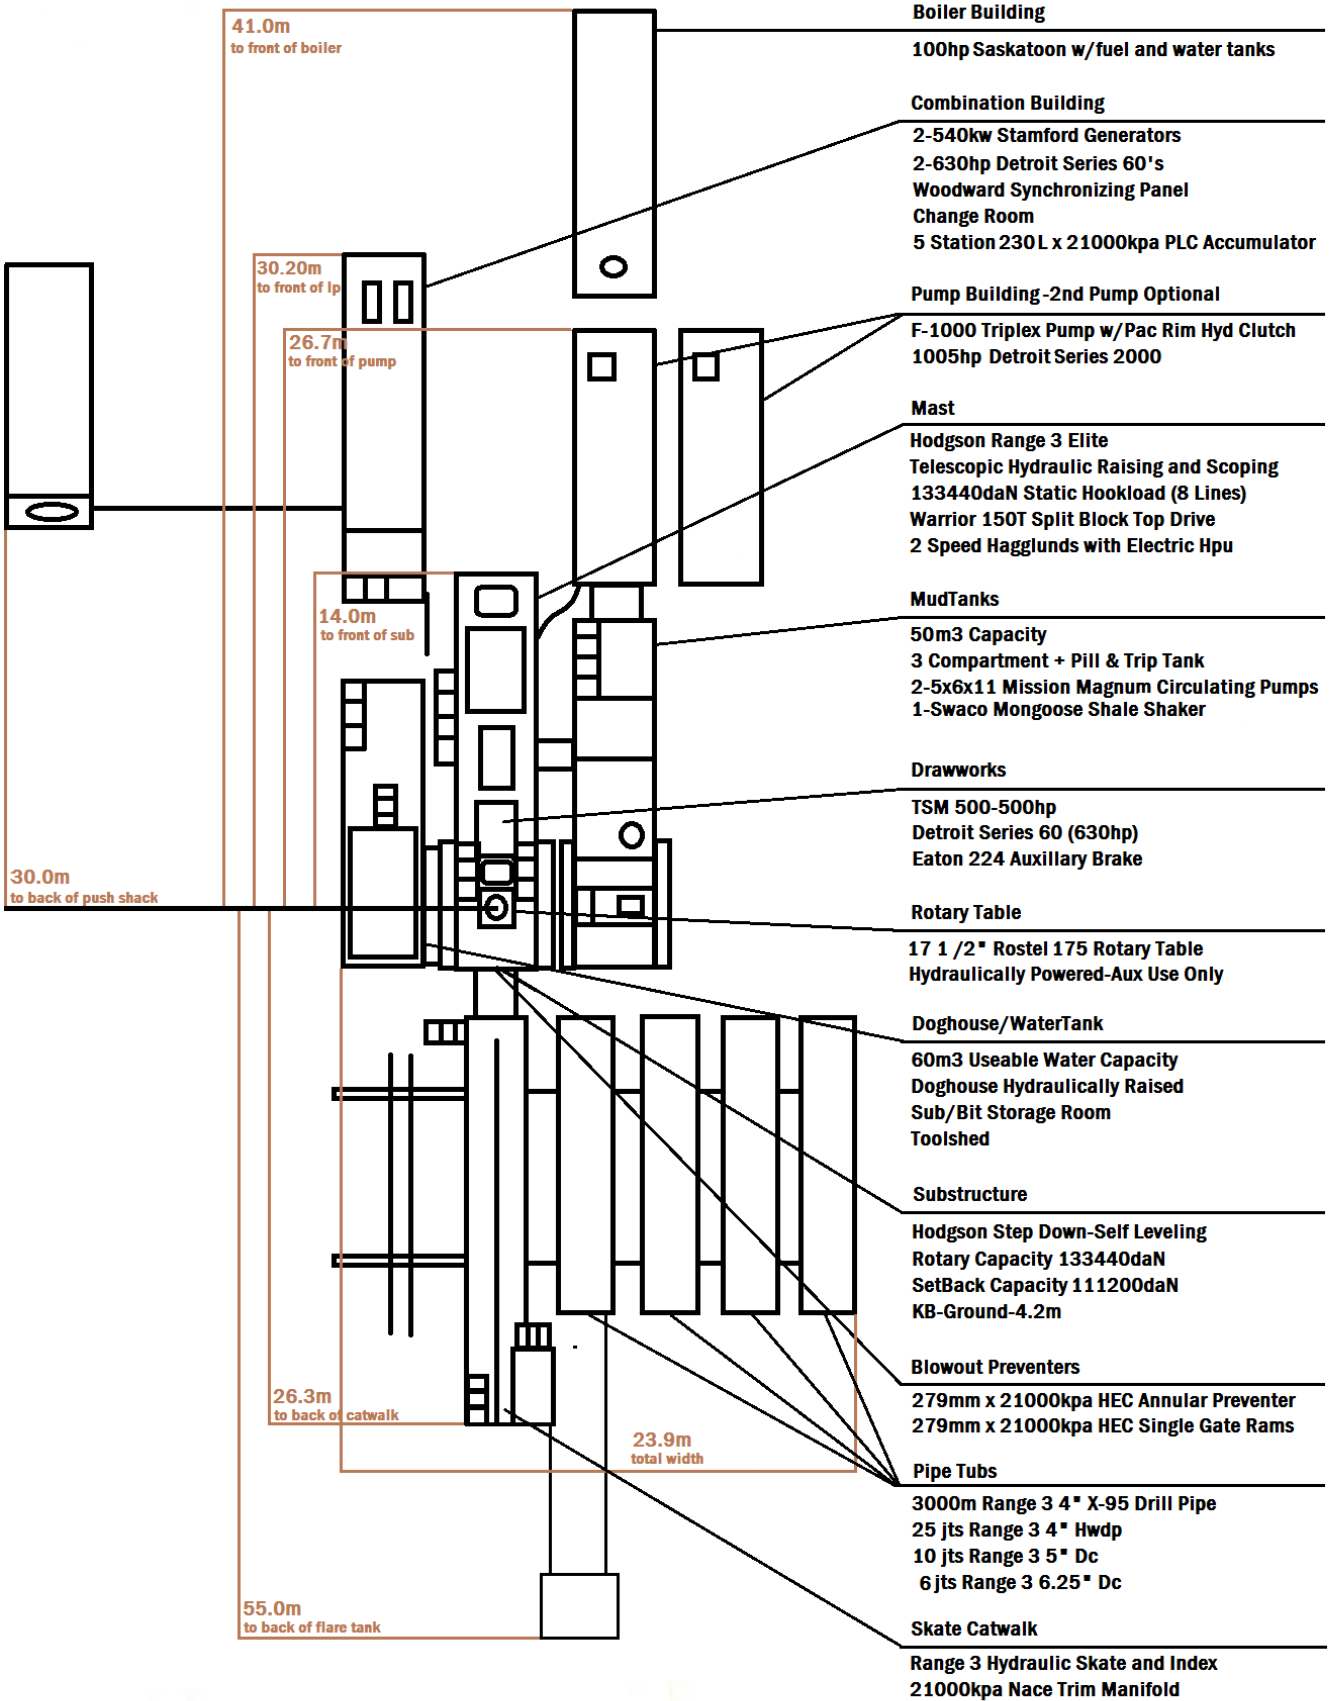 41.0m
to front of boiler
30.20m
to front of lp
26.7m
to front of pump
14.0m
to front of sub
30.0m
to back of push shack
26.3m
to back of catwalk
23.9m
total width
55.0m
to back of flare tank
Boiler Building
100hp Saskatoon w/fuel and water tanks
Combination Building
2-540kw Stamford Generators
2-630hp Detroit Series 60's
Woodward Synchronizing Panel
Change Room
5 Station 230L x 21000kpa PLC Accumulator
Pump Building-2nd Pump Optional
F-1000 Triplex Pump w/Pac Rim Hyd Clutch
1005hp Detroit Series 2000
Mast
Hodgson Range 3 Elite
Telescopic Hydraulic Raising and Scoping
133440daN Static Hookload (8 Lines)
Warrior 150T Split Block Top Drive
2 Speed Hagglunds with Electric Hpu
MudTanks
50m3 Capacity
3 Compartment + Pill & Trip Tank
2-5x6x11 Mission Magnum Circulating Pumps
1-Swaco Mongoose Shale Shaker
Drawworks
TSM 500-500hp
Detroit Series 60 (630hp)
Eaton 224 Auxillary Brake
Rotary Table
17 1/2" Rostel 175 Rotary Table
Hydraulically Powered-Aux Use Only
Doghouse/WaterTank
60m3 Useable Water Capacity
Doghouse Hydraulically Raised
Sub/Bit Storage Room
Toolshed
Substructure
Hodgson Step Down-Self Leveling
Rotary Capacity 133440daN
SetBack Capacity 111200daN
KB-Ground-4.2m
Blowout Preventers
279mm x 21000kpa HEC Annular Preventer
279mm x 21000kpa HEC Single Gate Rams
Pipe Tubs
3000m Range 3 4" X-95 Drill Pipe
25 jts Range 3 4" Hwdp
10 jts Range 3 5" Dc
6 jts Range 3 6.25" Dc
Skate Catwalk
Range 3 Hydraulic Skate and Index
21000kpa Nace Trim Manifold